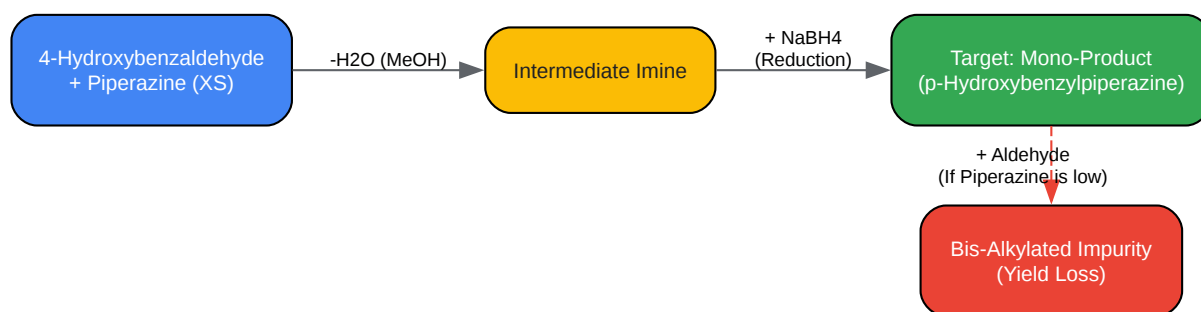 4-Hydroxybenzaldehyde
+ Piperazine (XS)
-H2O (MeOH)
Intermediate Imine
+ NaBH4
(Reduction)
Target: Mono-Product
(p-Hydroxybenzylpiperazine)
+ Aldehyde
(If Piperazine is low)
Bis-Alkylated Impurity
(Yield Loss)